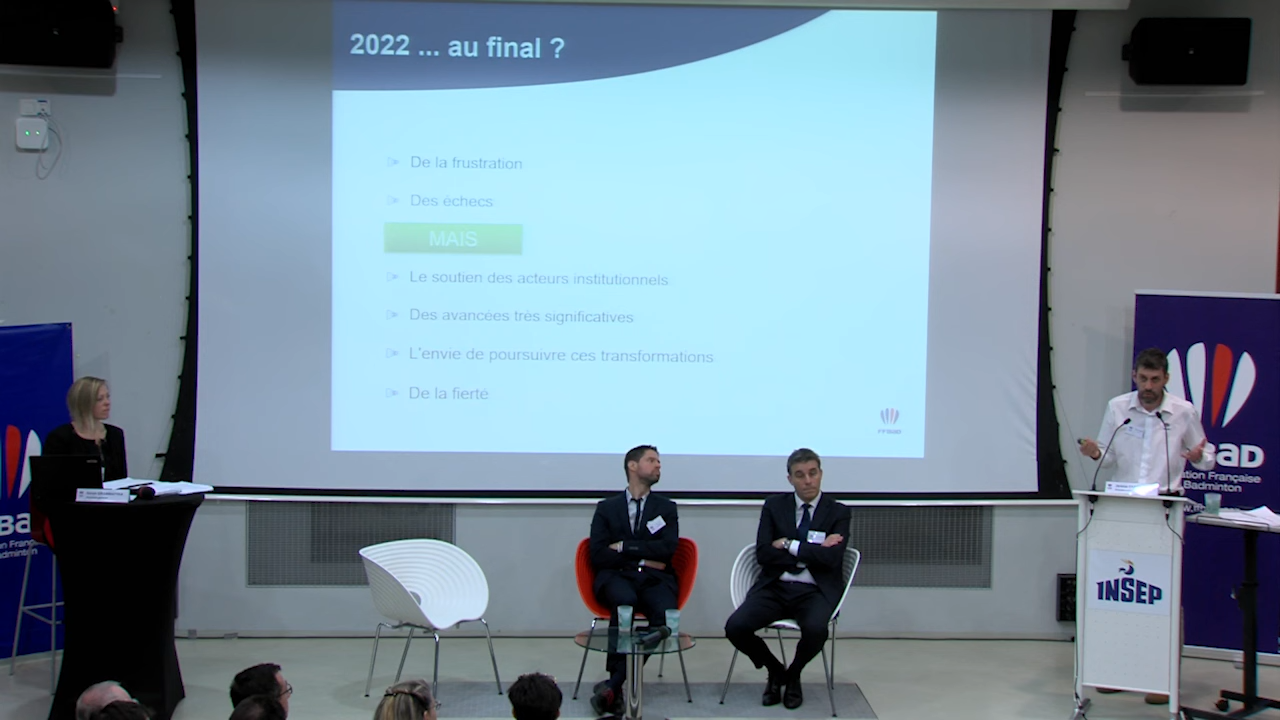 2022 ... au final ?
De la frustration
Des échecs
MAIS
Le soutien des acteurs institutionnels
Des avancées très significatives
L'envie de poursuivre ces transformations
De la fierté
FFBaD
BaD
ation Française
Badminton
INSEP